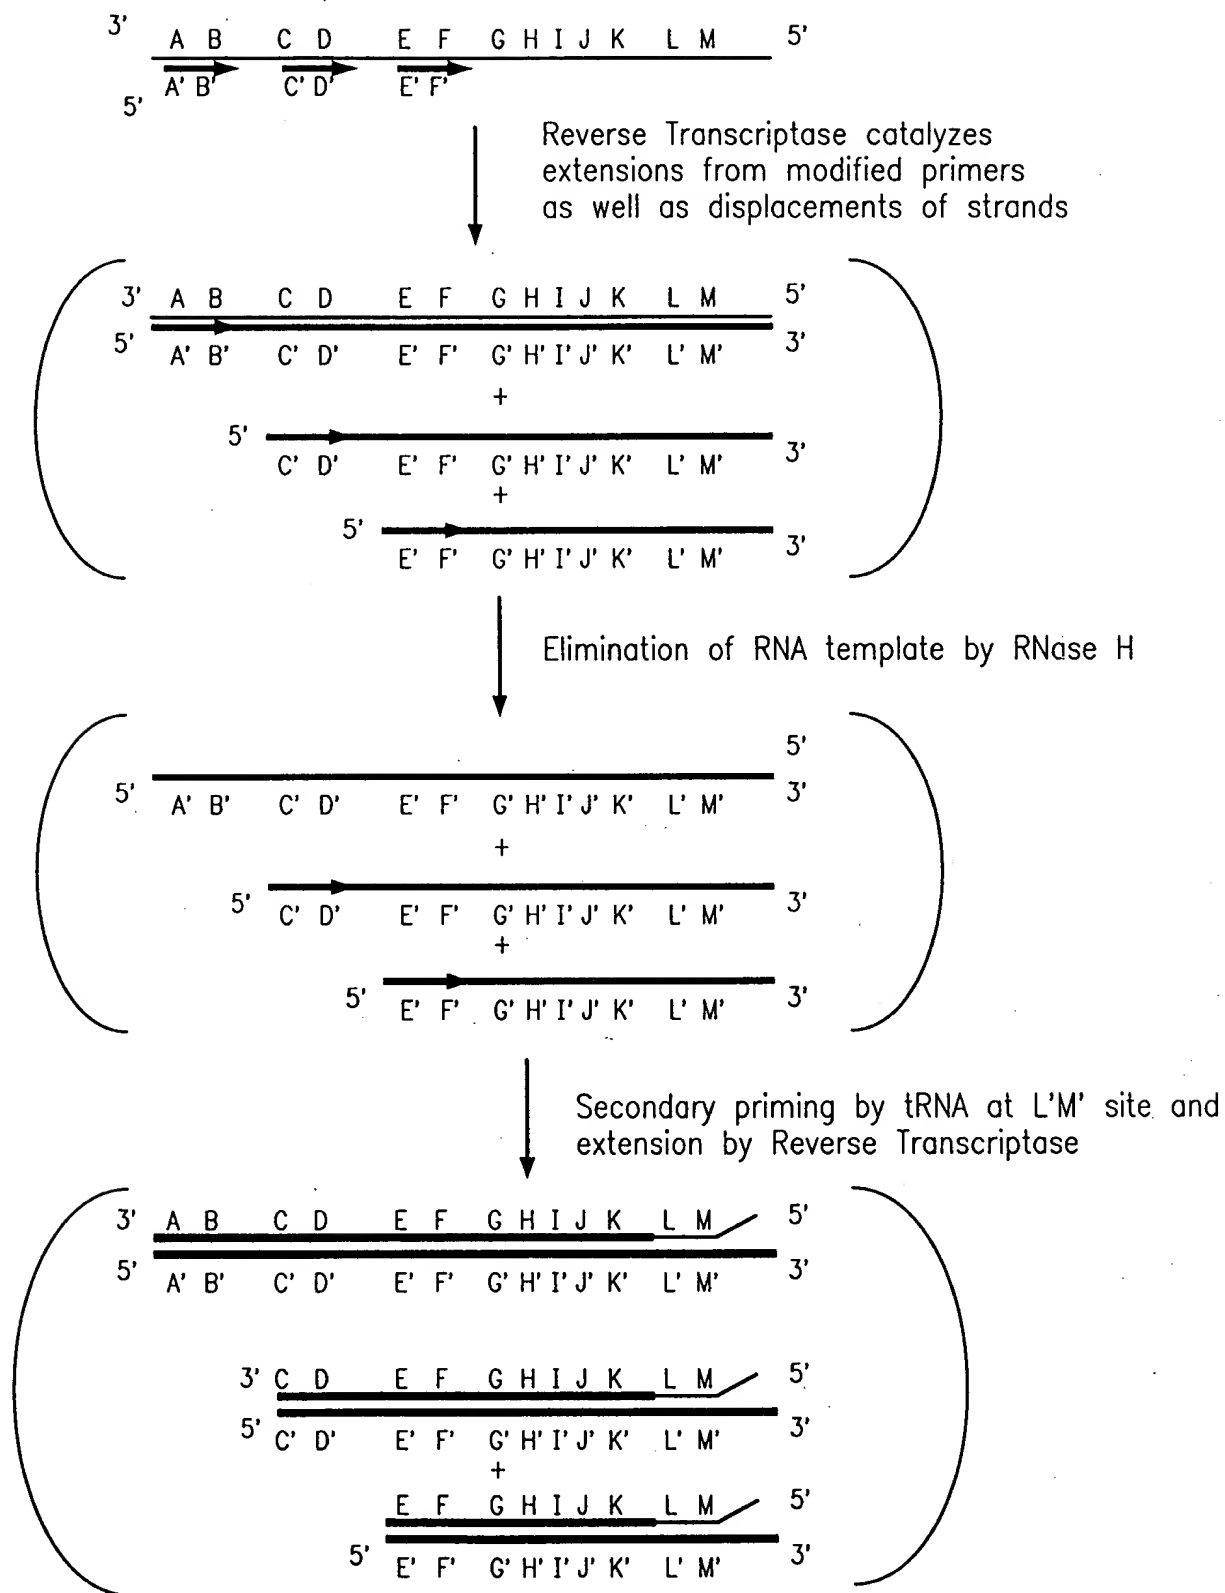 3' A B C D E F G H I J K L M 5'
5' A' B' C' D' E' F'
Reverse Transcriptase catalyzes
extensions from modified primers
as well as displacements of strands
3' A B C D E F G H I J K L M 5'
5' A' B' C' D' E' F' G' H' I' J' K' L' M' 3'
+
5' C' D' E' F' G' H' I' J' K' L' M' 3'
+
5' E' F' G' H' I' J' K' L' M' 3'
Elimination of RNA template by RNase H
5'
5' A' B' C' D' E' F' G' H' I' J' K' L' M' 3'
+
5' C' D' E' F' G' H' I' J' K' L' M' 3'
+
5' E' F' G' H' I' J' K' L' M' 3'
Secondary priming by tRNA at L'M' site and
extension by Reverse Transcriptase
3' A B C D E F G H I J K L M 5'
5' A' B' C' D' E' F' G' H' I' J' K' L' M' 3'
3' C D E F G H I J K L M 5'
5' C' D' E' F' G' H' I' J' K' L' M' 3'
+
E F G H I J K L M 5'
5' E' F' G' H' I' J' K' L' M' 3'